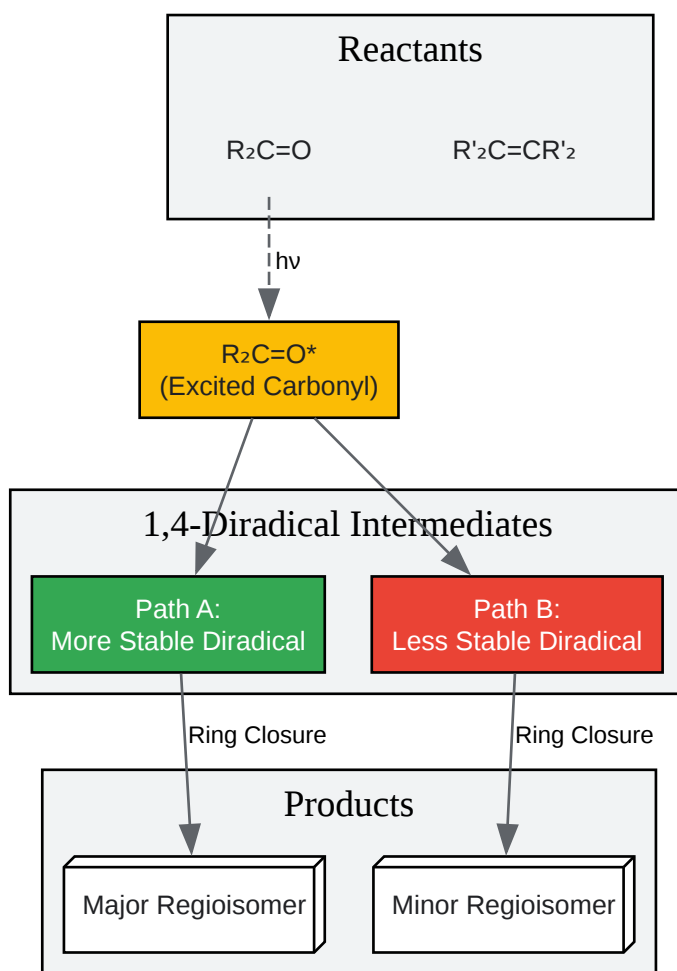 Reactants
R₂C=O
R'₂C=CR'₂
hν
R₂C=O*
(Excited Carbonyl)
1,4-Diradical Intermediates
Path A:
More Stable Diradical
Path B:
Less Stable Diradical
Ring Closure
Ring Closure
Products
Major Regioisomer
Minor Regioisomer